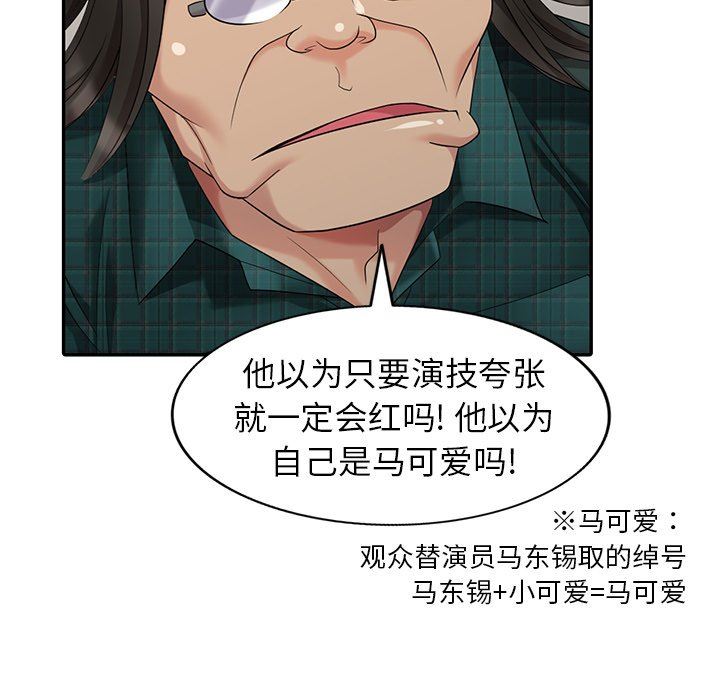 他以为只要演技夸张
就一定会红吗! 他以为
自己是马可爱吗!
※马可爱：
观众替演员马东锡取的绰号
马东锡+小可爱=马可爱